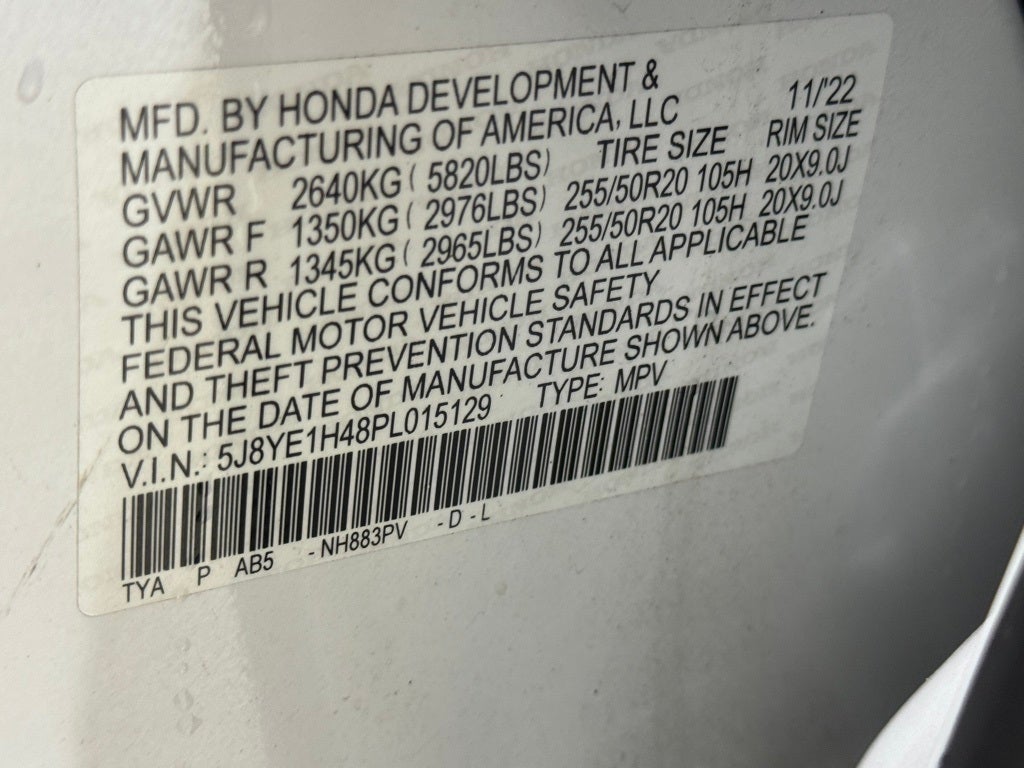 MFD. BY HONDA DEVELOPMENT & 11/'22
MANUFACTURING OF AMERICA, LLC
GVWR 2640KG ( 5820LBS) TIRE SIZE RIM SIZE
GAWR F 1350KG ( 2976LBS) 255/50R20 105H 20X9.0J
GAWR R 1345KG ( 2965LBS) 255/50R20 105H 20X9.0J
THIS VEHICLE CONFORMS TO ALL APPLICABLE
FEDERAL MOTOR VEHICLE SAFETY
AND THEFT PREVENTION STANDARDS IN EFFECT
ON THE DATE OF MANUFACTURE SHOWN ABOVE.
V.I.N.: 5J8YE1H48PL015129 TYPE: MPV
TYA P AB5 - NH883PV - D - L